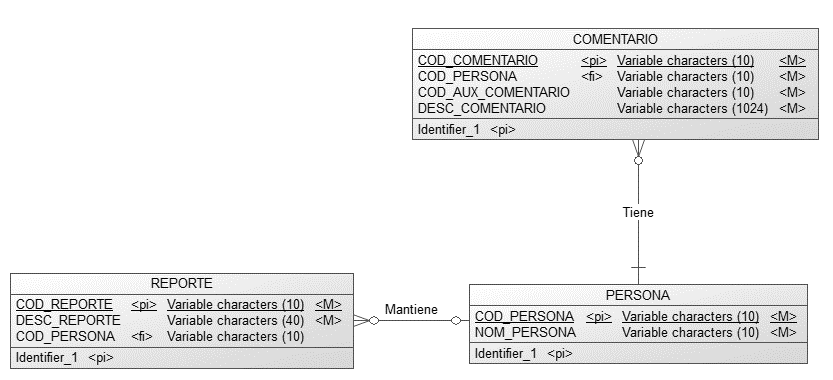 COMENTARIO
COD_COMENTARIO <pi> Variable characters (10) <M>
COD_PERSONA <fi> Variable characters (10) <M>
COD_AUX_COMENTARIO Variable characters (10) <M>
DESC_COMENTARIO Variable characters (1024) <M>
Identifier_1 <pi>
Tiene
REPORTE
COD_REPORTE <pi> Variable characters (10) <M>
DESC_REPORTE Variable characters (40) <M>
COD_PERSONA <fi> Variable characters (10)
Identifier_1 <pi>
Mantiene
PERSONA
COD_PERSONA <pi> Variable characters (10) <M>
NOM_PERSONA Variable characters (10) <M>
Identifier_1 <pi>